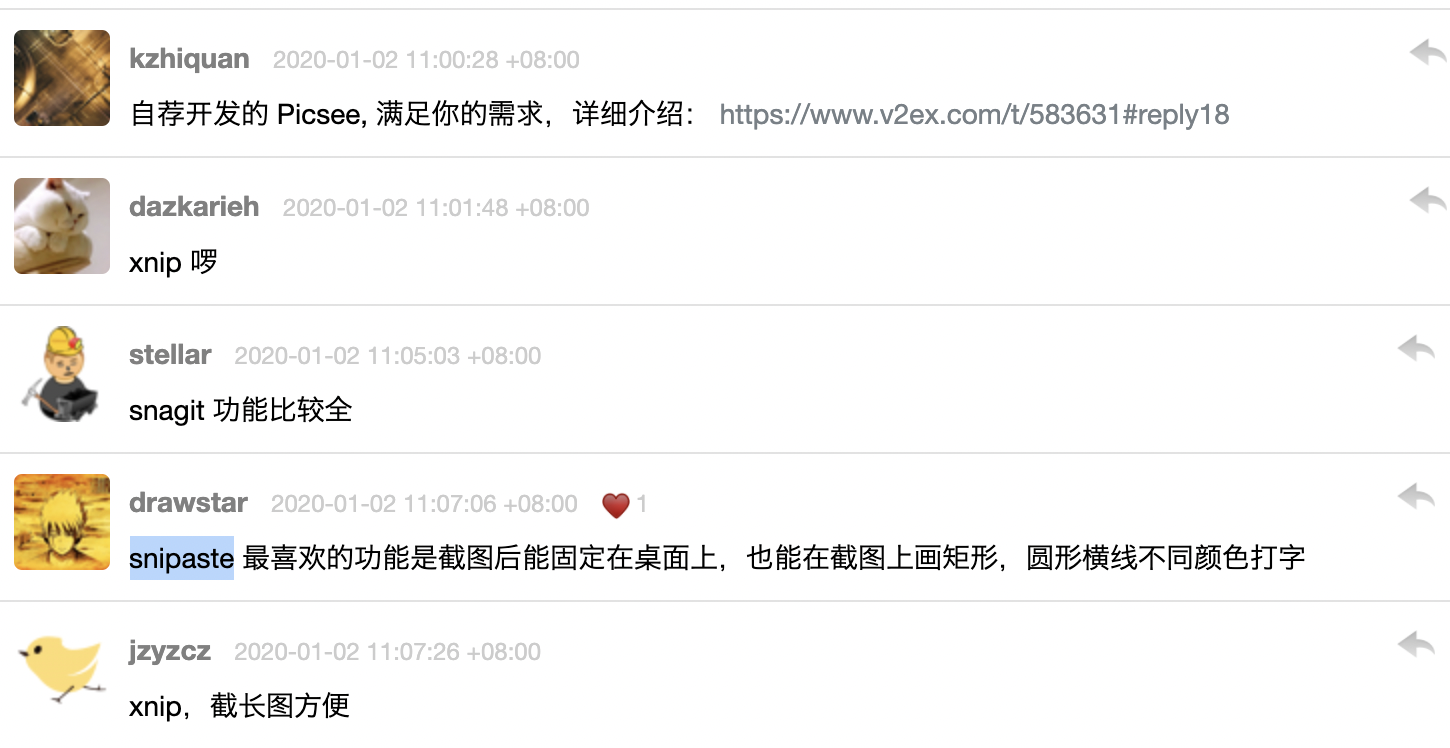 kzhiquan 2020-01-02 11:00:28 +08:00
自荐开发的 Picsee, 满足你的需求，详细介绍： https://www.v2ex.com/t/583631#reply18
dazkarieh 2020-01-02 11:01:48 +08:00
xnip 啰
stellar 2020-01-02 11:05:03 +08:00
snagit 功能比较全
drawstar 2020-01-02 11:07:06 +08:00 1
snipaste 最喜欢的功能是截图后能固定在桌面上，也能在截图上画矩形，圆形横线不同颜色打字
jzyzcz 2020-01-02 11:07:26 +08:00
xnip，截长图方便